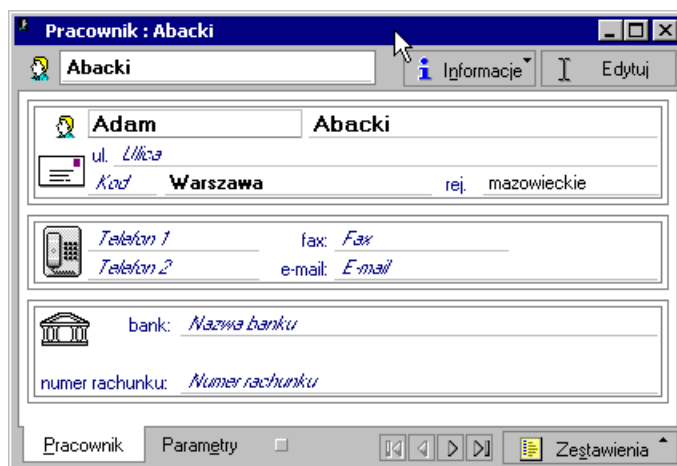 Pracownik : Abacki
Abacki Informacje Edytuj
Adam Abacki
ul. Ulica
Kod Warszawa rej. mazowieckie
Telefon 1 fax: Fax
Telefon 2 e-mail: E-mail
bank: Nazwa banku
numer rachunku: Numer rachunku
Pracownik Parametry Zestawienia